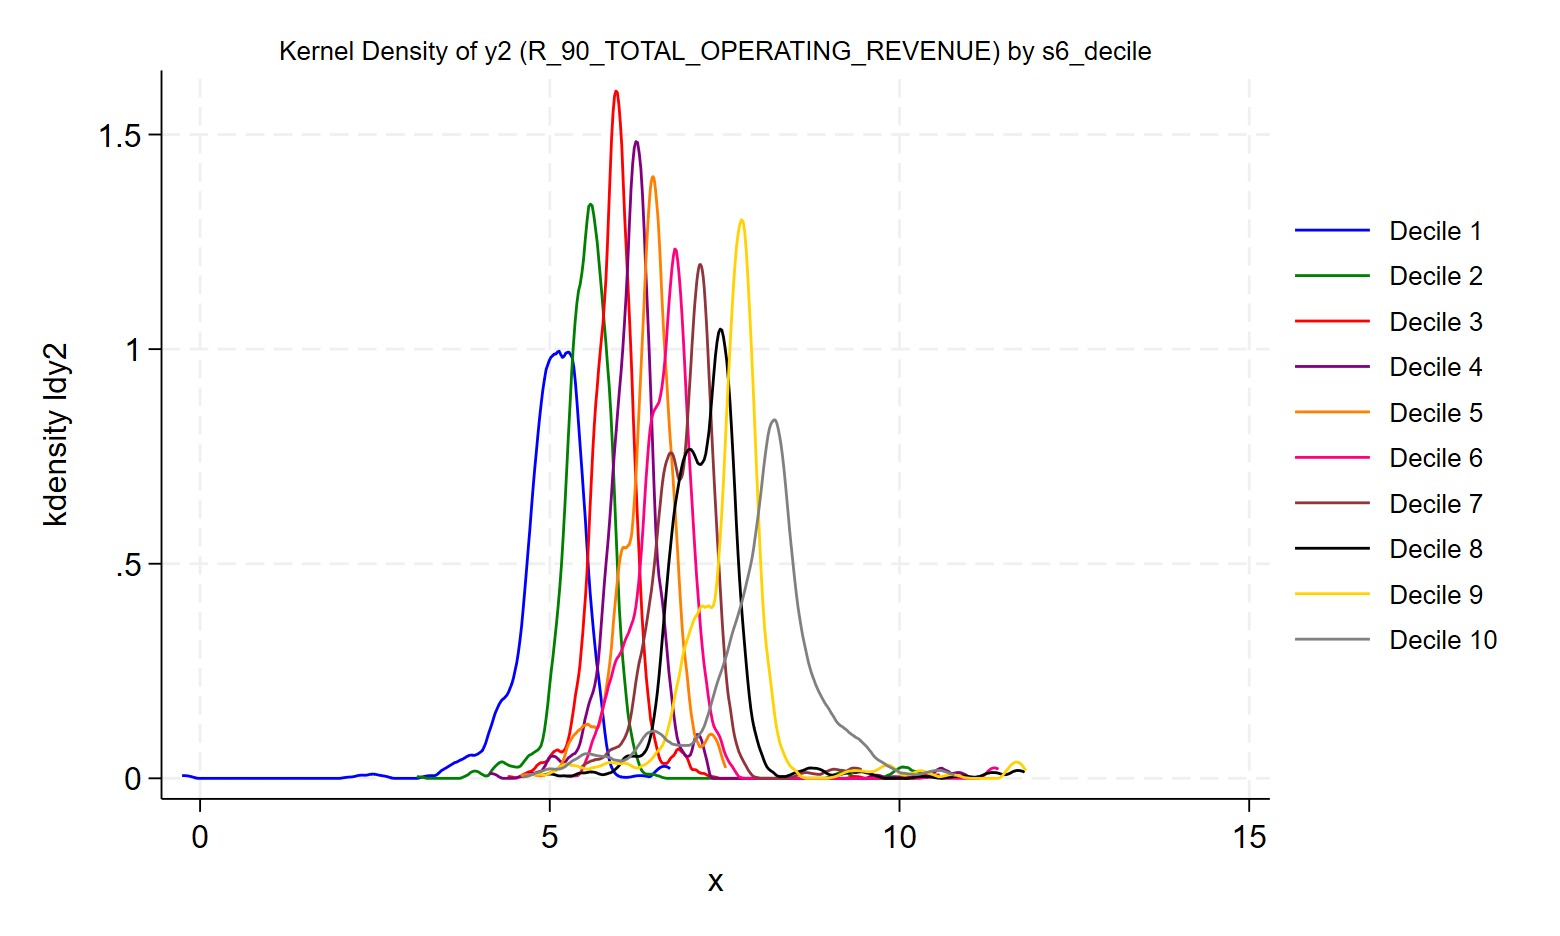 Kernel Density of y2 (R_90_TOTAL_OPERATING_REVENUE) by s6_decile
kdensity ldy2
1.5
1
.5
0
0 5 10 15
x
Decile 1
Decile 2
Decile 3
Decile 4
Decile 5
Decile 6
Decile 7
Decile 8
Decile 9
Decile 10